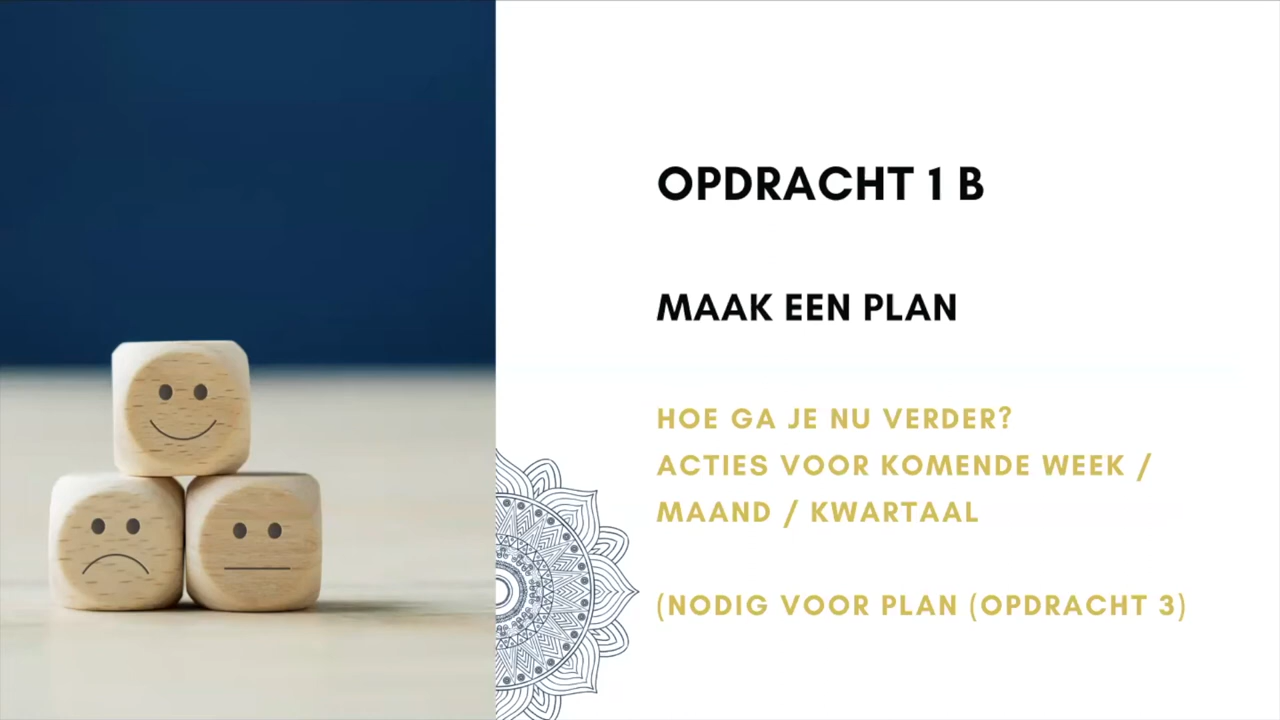 OPDRACHT 1 B
MAAK EEN PLAN
HOE GA JE NU VERDER?
ACTIES VOOR KOMENDE WEEK /
MAAND / KWARTAAL
(NODIG VOOR PLAN (OPDRACHT 3)